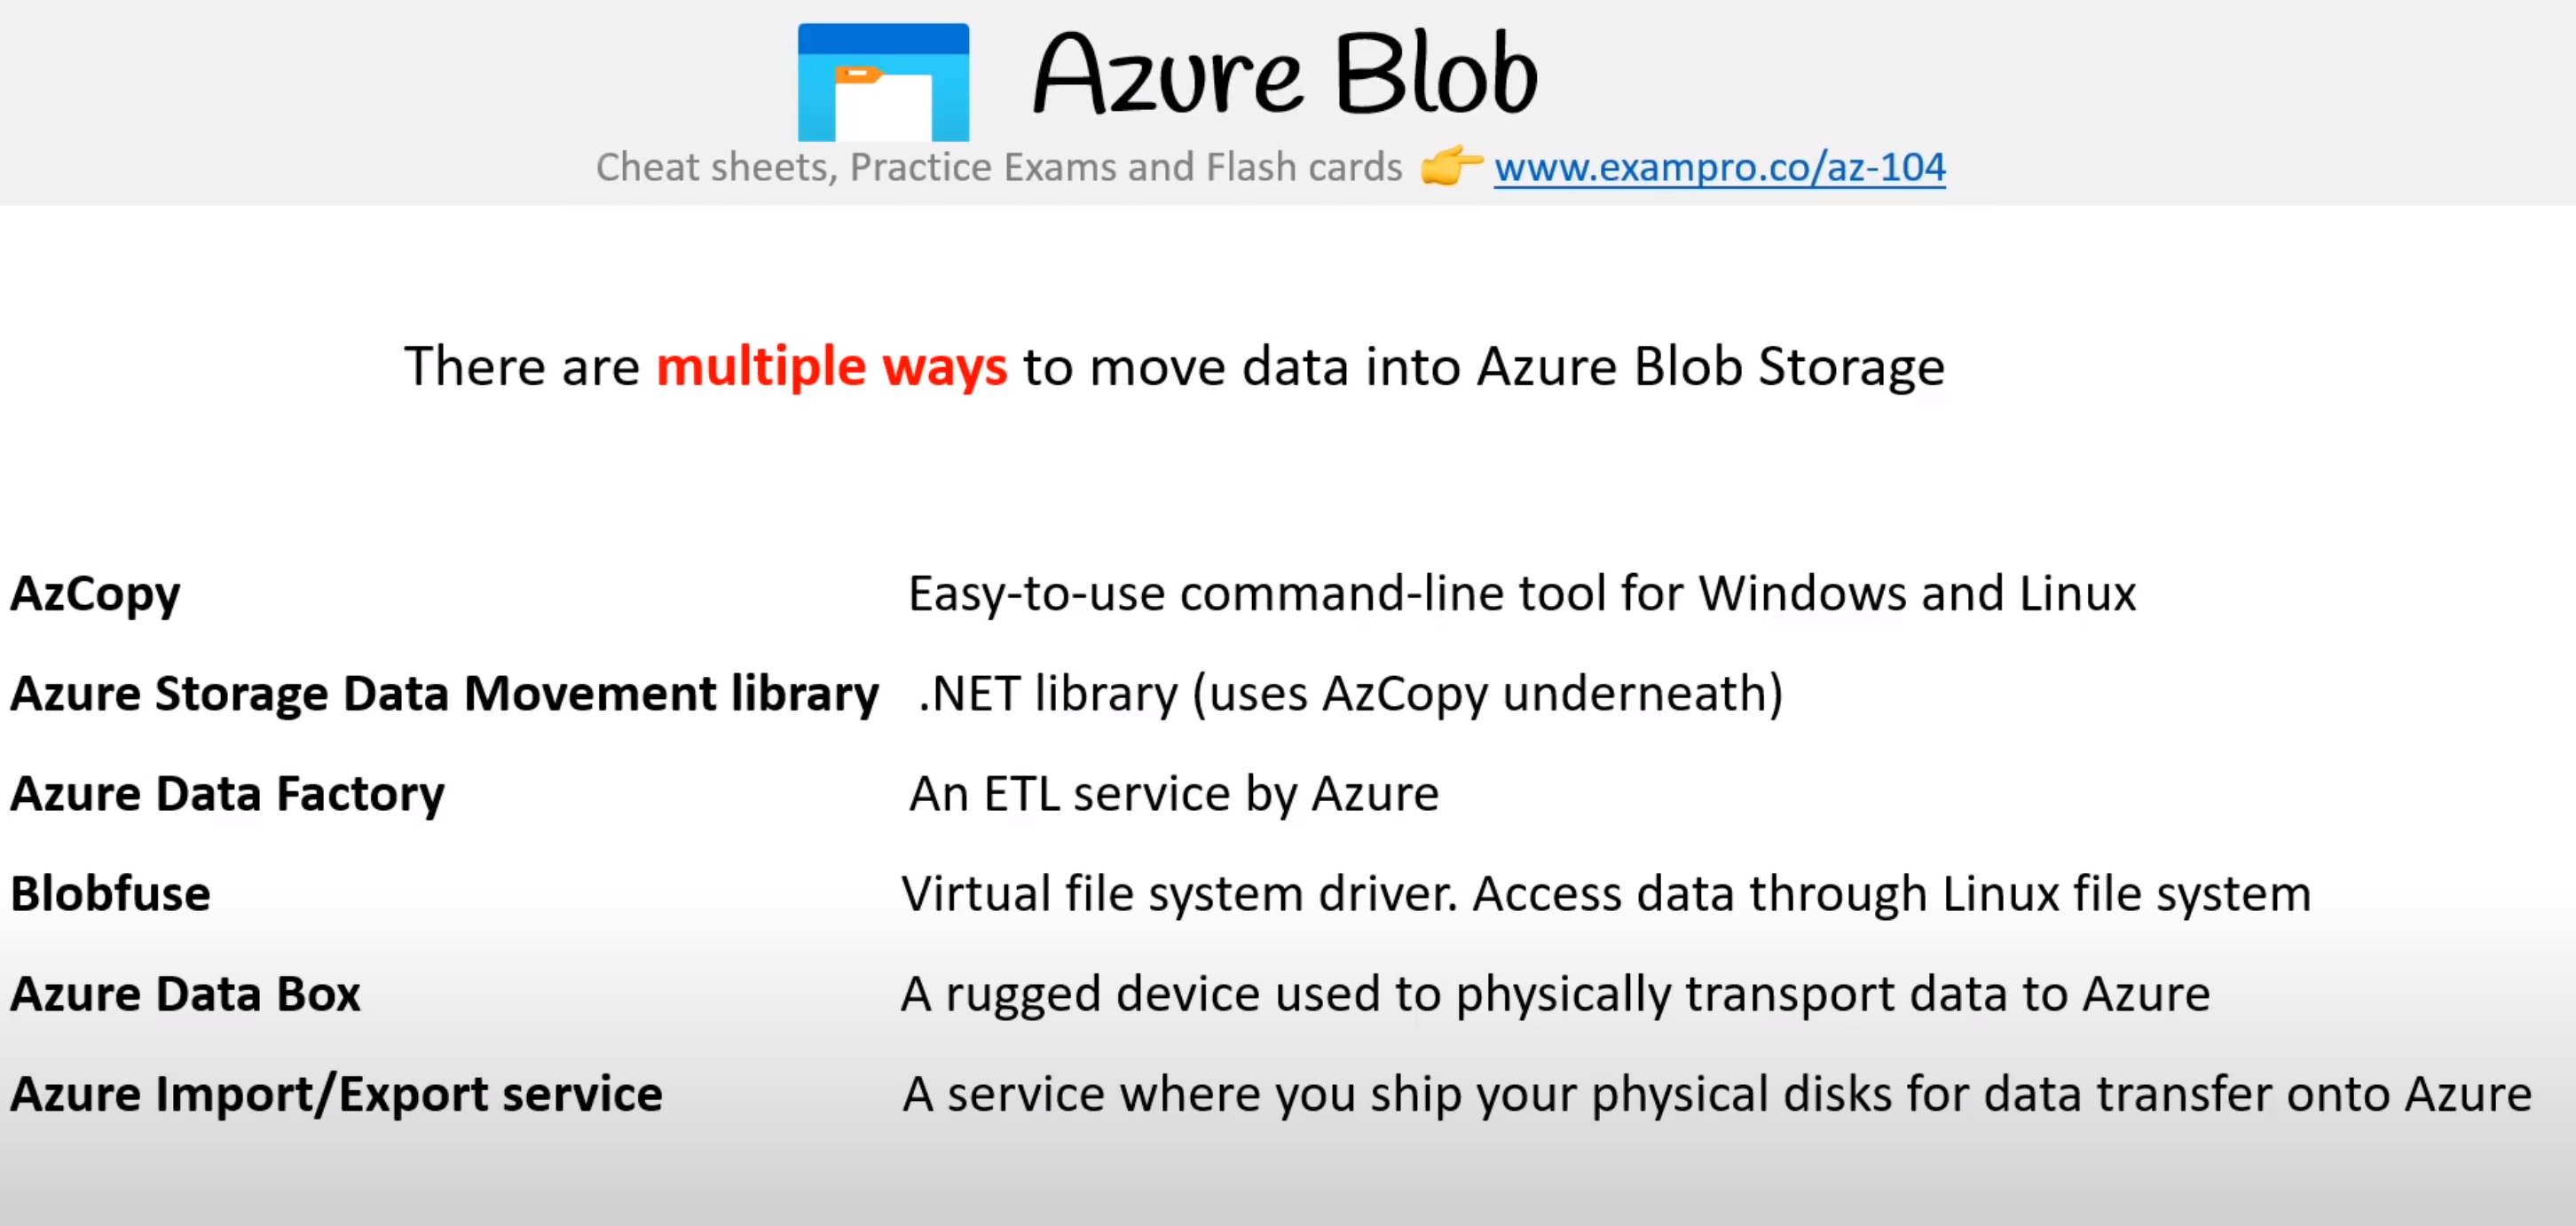 Azure Blob
Cheat sheets, Practice Exams and Flash cards 👉 www.exampro.co/az-104
There are multiple ways to move data into Azure Blob Storage
AzCopy Easy-to-use command-line tool for Windows and Linux
Azure Storage Data Movement library .NET library (uses AzCopy underneath)
Azure Data Factory An ETL service by Azure
Blobfuse Virtual file system driver. Access data through Linux file system
Azure Data Box A rugged device used to physically transport data to Azure
Azure Import/Export service A service where you ship your physical disks for data transfer onto Azure